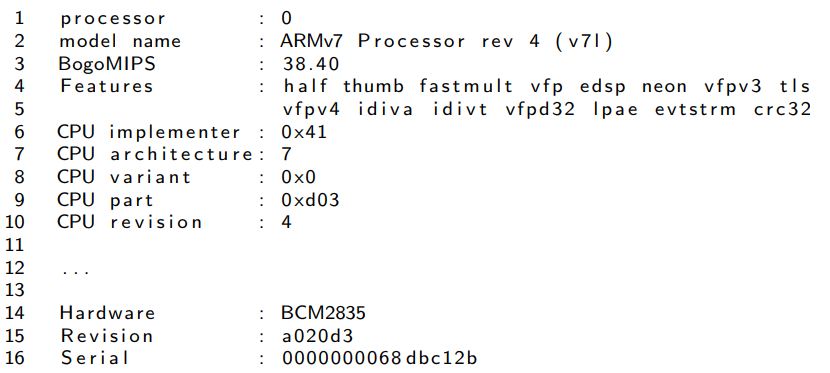 1 processor : 0
2 model name : ARMv7 Processor rev 4 (v7l)
3 BogoMIPS : 38.40
4 Features : half thumb fastmult vfp edsp neon vfpv3 tls
5 vfpv4 idiva idivt vfpd32 lpae evtstrm crc32
6 CPU implementer : 0x41
7 CPU architecture: 7
8 CPU variant : 0x0
9 CPU part : 0xd03
10 CPU revision : 4
11
12 ...
13
14 Hardware : BCM2835
15 Revision : a020d3
16 Serial : 0000000068dbc12b